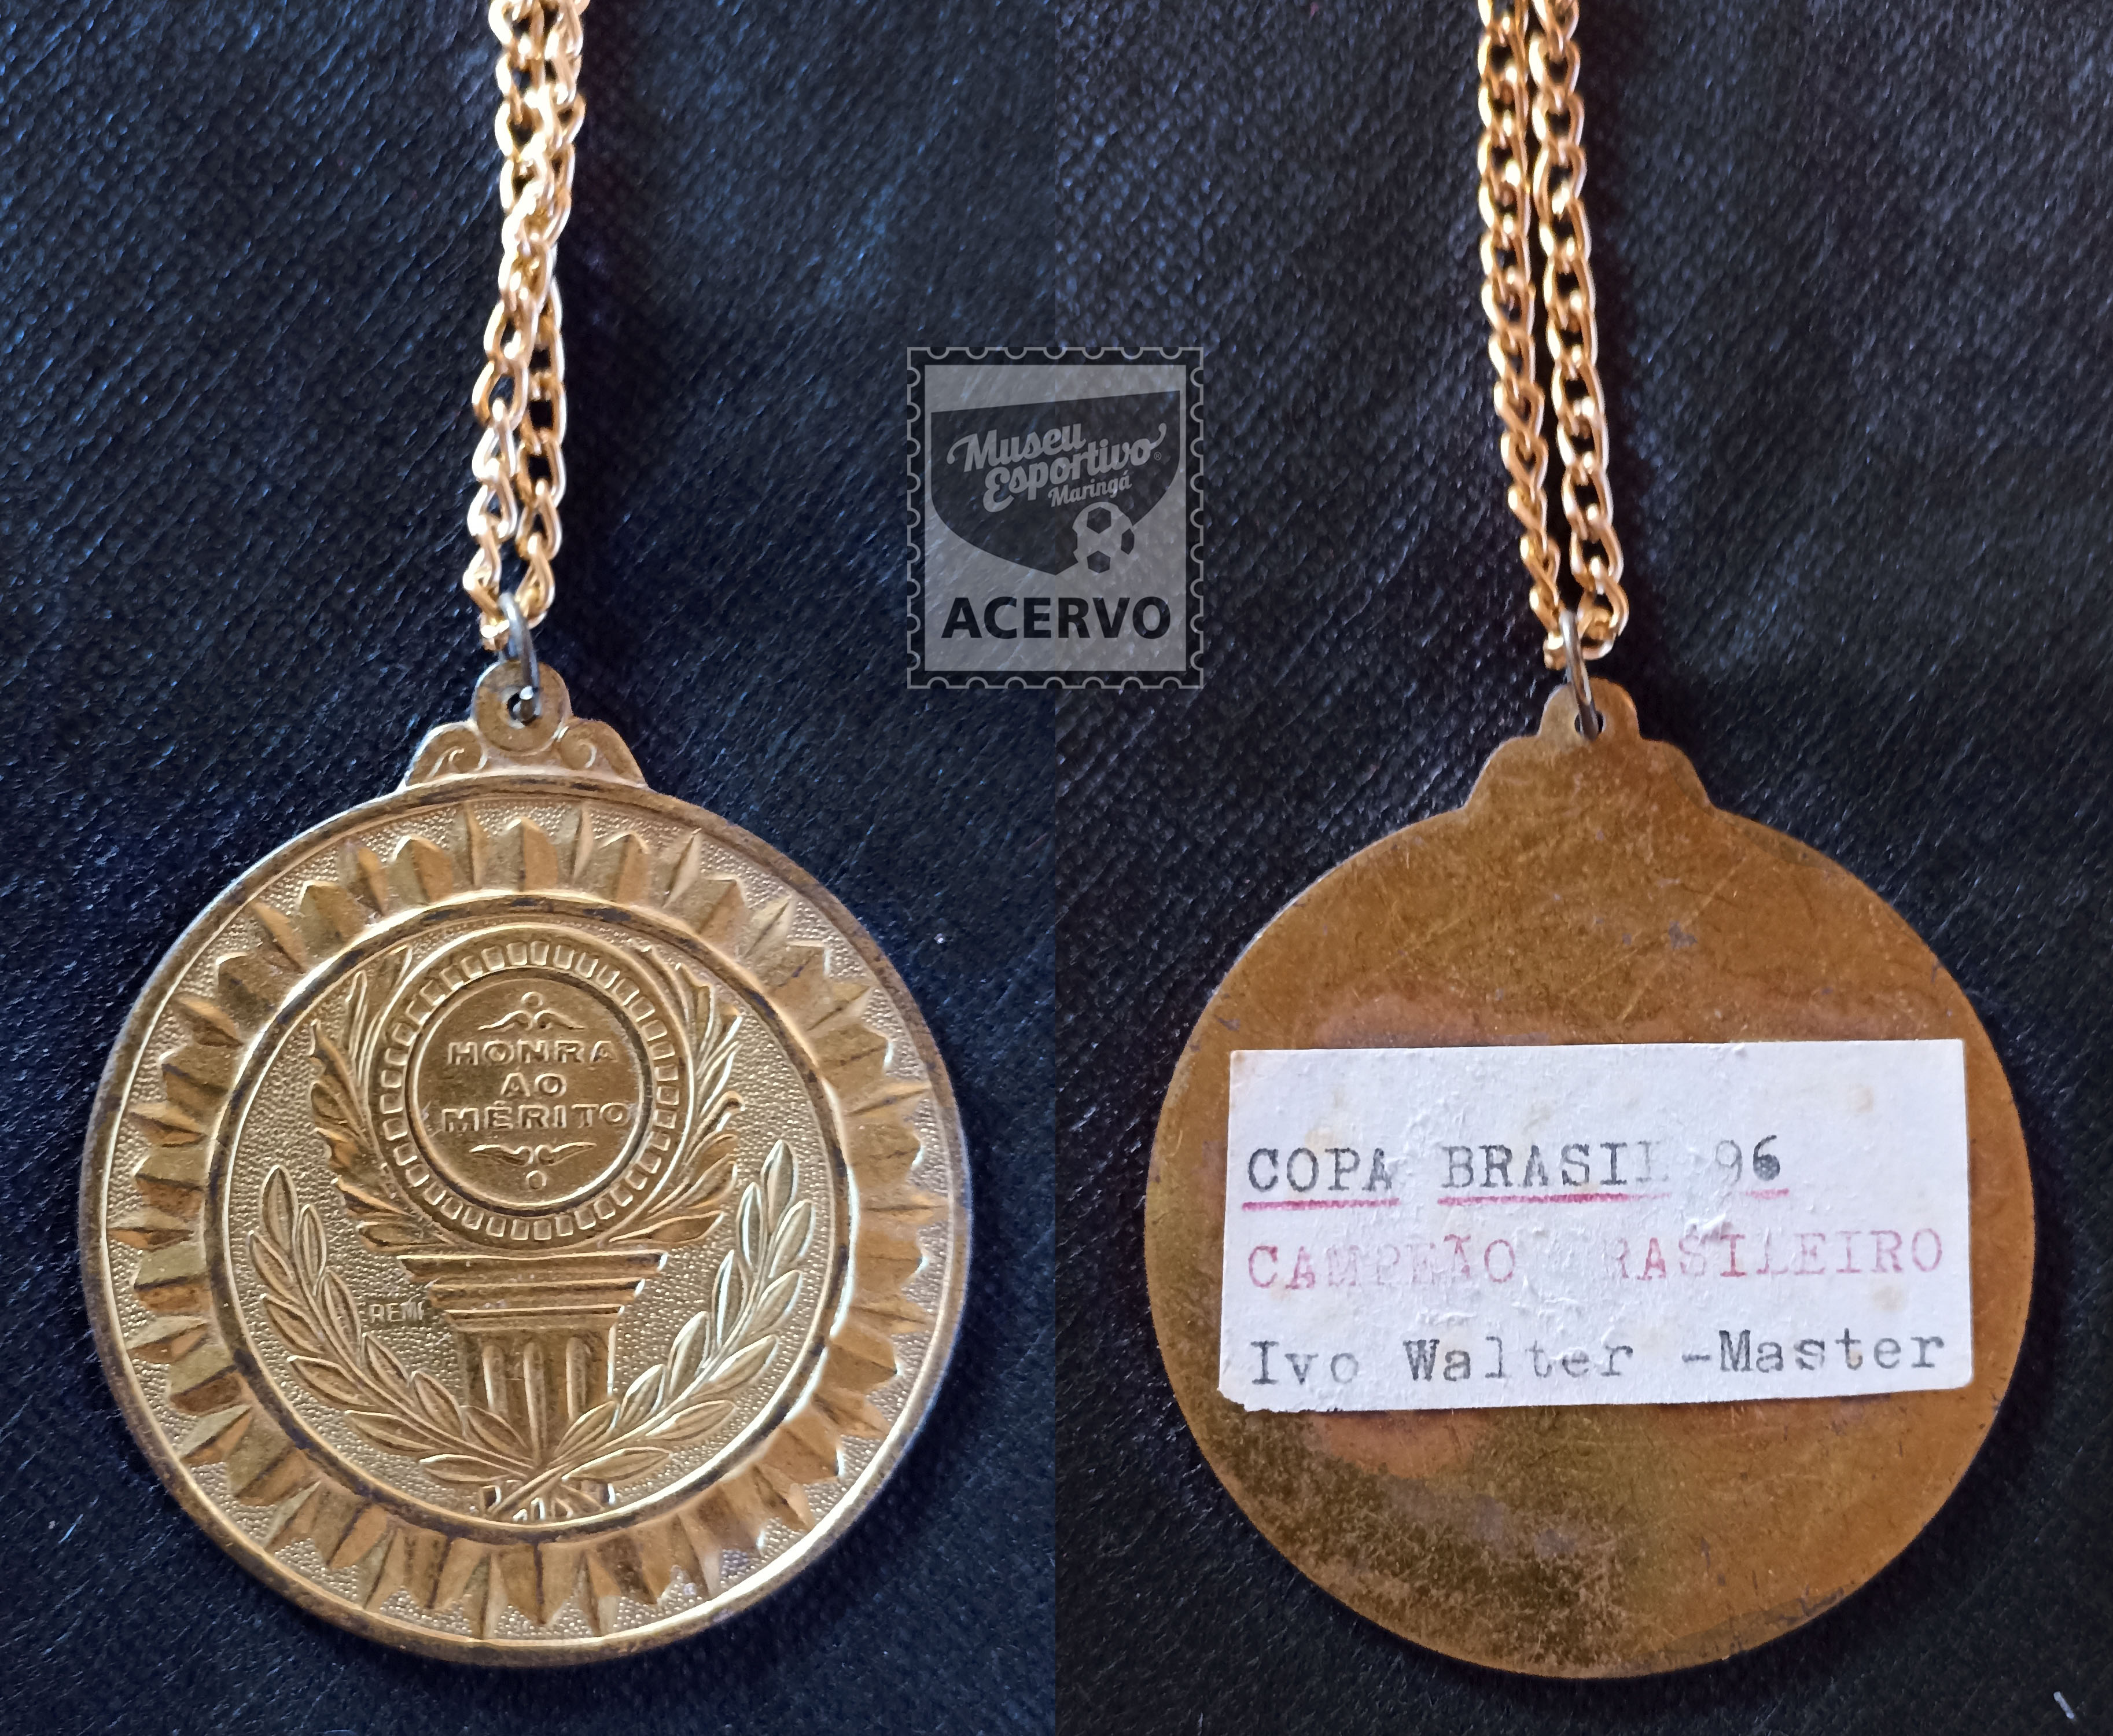 Museu
Esportivo
Maringá
ACERVO
HONRA
AO
MÉRITO
COPA BRASIL 96
CAMPEÃO BRASILEIRO
Ivo Walter -Master